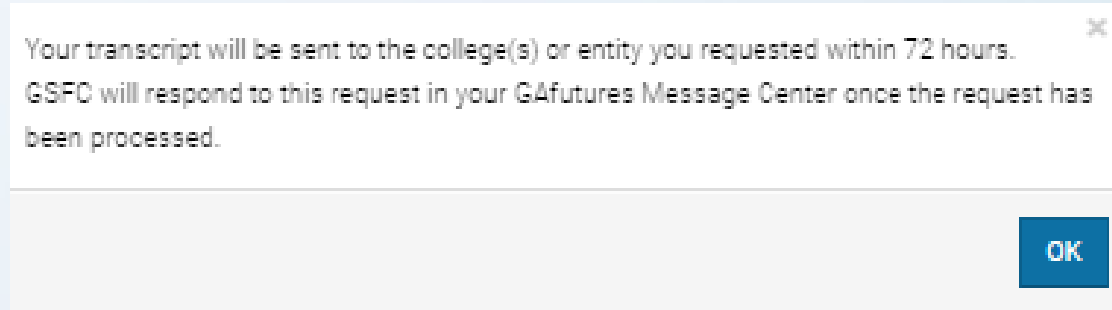 Your transcript will be sent to the college(s) or entity you requested within 72 hours.
GSFC will respond to this request in your GAfutures Message Center once the request has
been processed.
OK